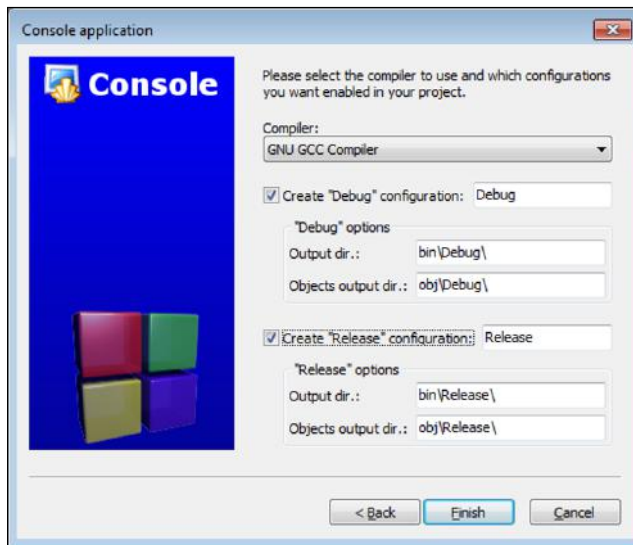 Console application
Console
Please select the compiler to use and which configurations
you want enabled in your project.
Compiler:
GNU GCC Compiler
Create "Debug" configuration: Debug
"Debug" options
Output dir.: bin\Debug\
Objects output dir.: obj\Debug\
Create "Release" configuration: Release
"Release" options
Output dir.: bin\Release\
Objects output dir.: obj\Release\
< Back Finish Cancel